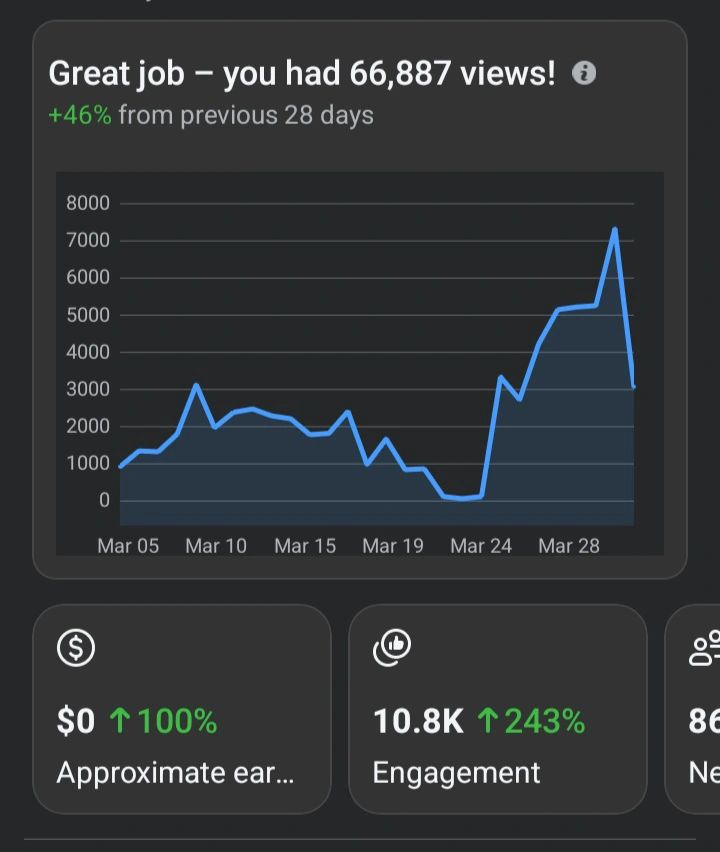 Great job – you had 66,887 views!
+46% from previous 28 days
8000
7000
6000
5000
4000
3000
2000
1000
0
Mar 05 Mar 10 Mar 15 Mar 19 Mar 24 Mar 28
$0 ↑100%
Approximate ear...
10.8K ↑243%
Engagement
86
Ne